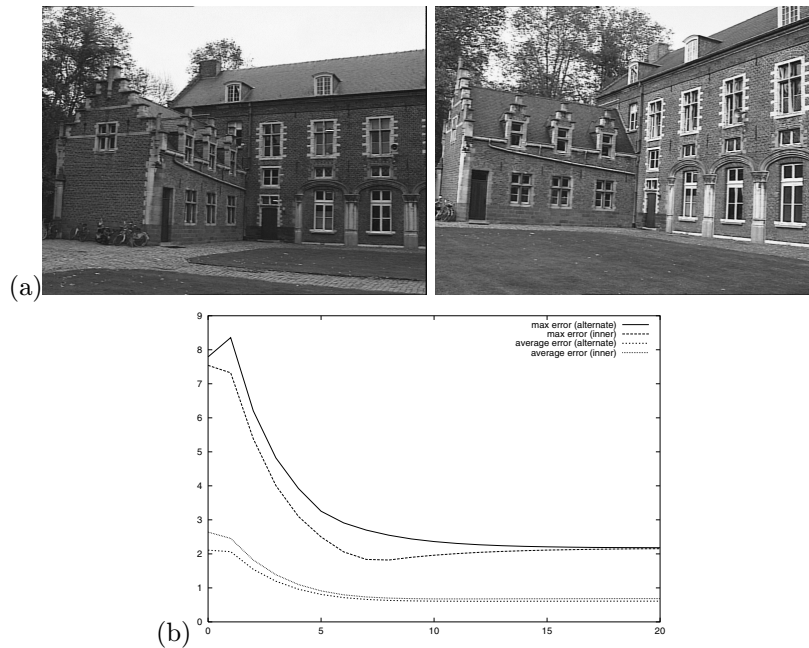 (a)
(b)
9
8
7
6
5
4
3
2
1
0
0 5 10 15 20
max error (alternate)
max error (inner)
average error (alternate)
average error (inner)